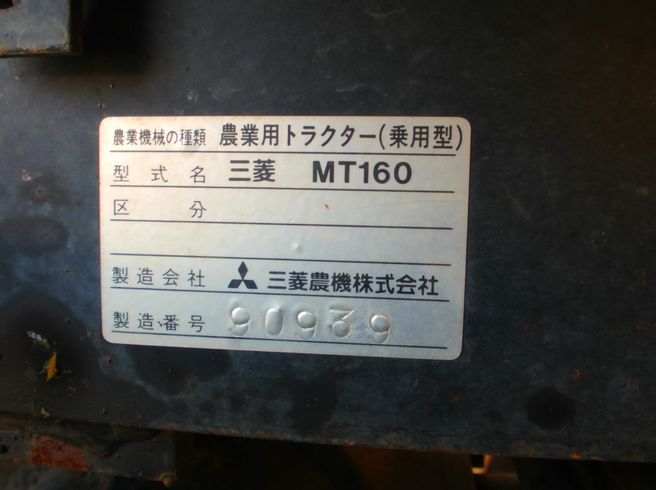 農業機械の種類 農業用トラクター(乗用型)
型式名 三菱 MT160
区分
製造会社 三菱農機株式会社
製造番号 90939